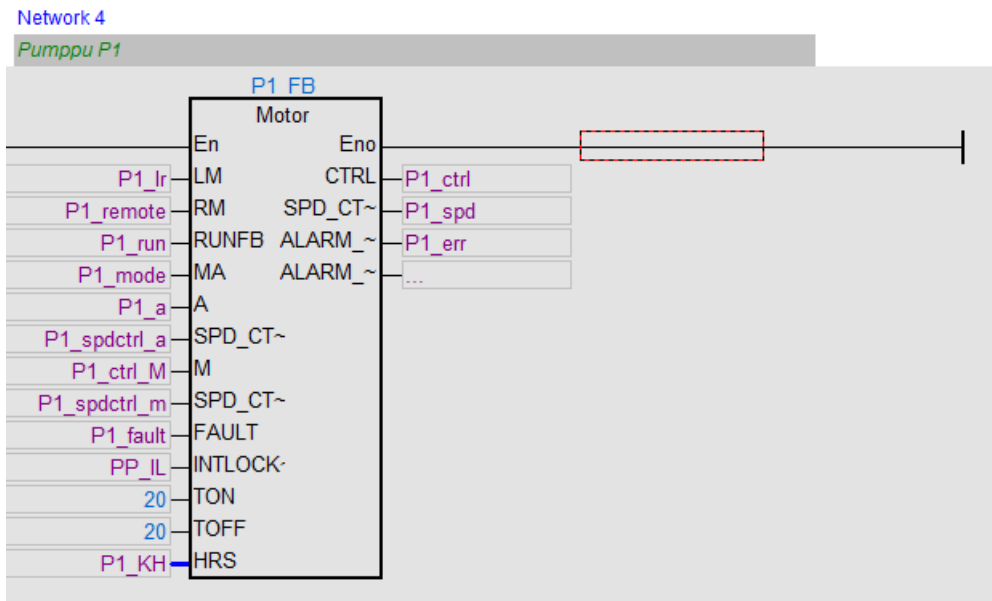 Network 4
Pumppu P1
P1_FB
Motor
En Eno
P1_lr LM CTRL P1_ctrl
P1_remote RM SPD_CT~ P1_spd
P1_run RUNFB ALARM_~ P1_err
P1_mode MA ALARM_~ ...
P1_a A
P1_spdctrl_a SPD_CT~
P1_ctrl_M M
P1_spdctrl_m SPD_CT~
P1_fault FAULT
PP_IL INTLOCK~
20 TON
20 TOFF
P1_KH HRS